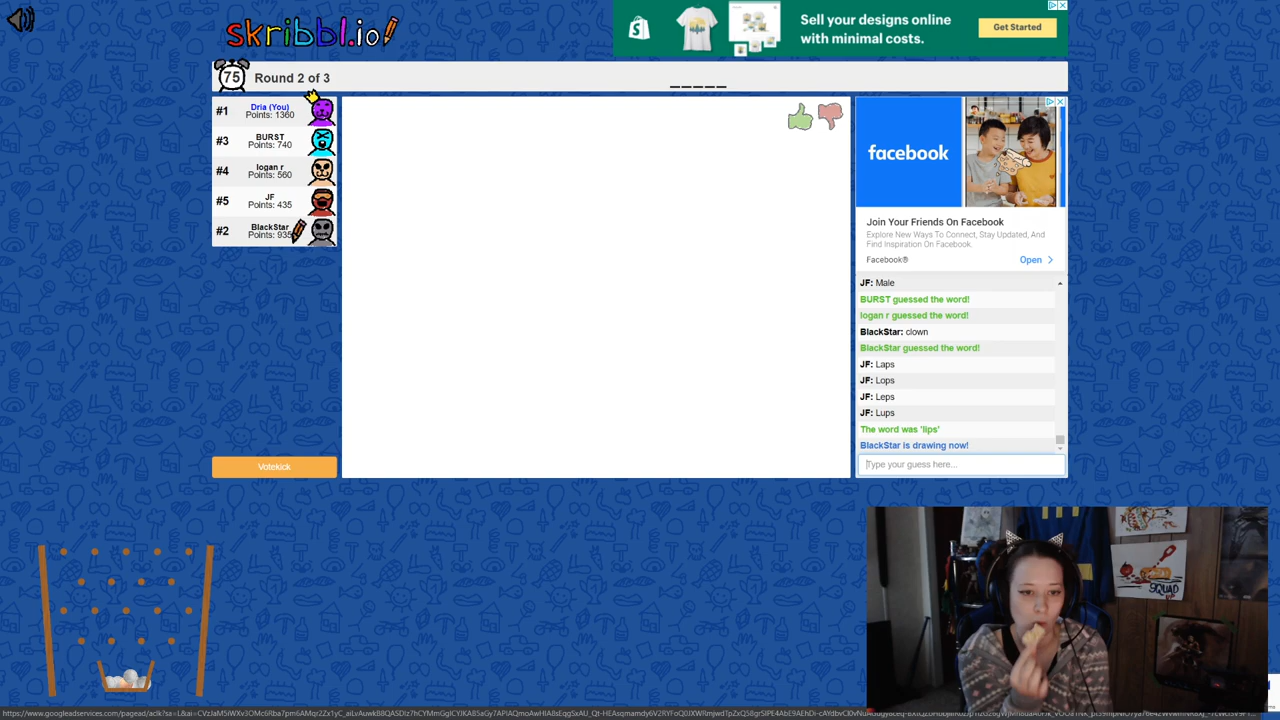 skribbl.io
Sell your designs online
with minimal costs.
Get Started
75
Round 2 of 3
_____
#1
Dria (You)
Points: 1360
#3
BURST
Points: 740
#4
logan r
Points: 560
#5
JF
Points: 435
#2
BlackStar
Points: 935
Votekick
facebook
Join Your Friends On Facebook
Explore New Ways To Connect, Stay Updated, And
Find Inspiration On Facebook.
Facebook®
Open
JF: Male
BURST guessed the word!
logan r guessed the word!
BlackStar: clown
BlackStar guessed the word!
JF: Laps
JF: Lops
JF: Leps
JF: Lups
The word was 'lips'
BlackStar is drawing now!
Type your guess here...
SQUAD